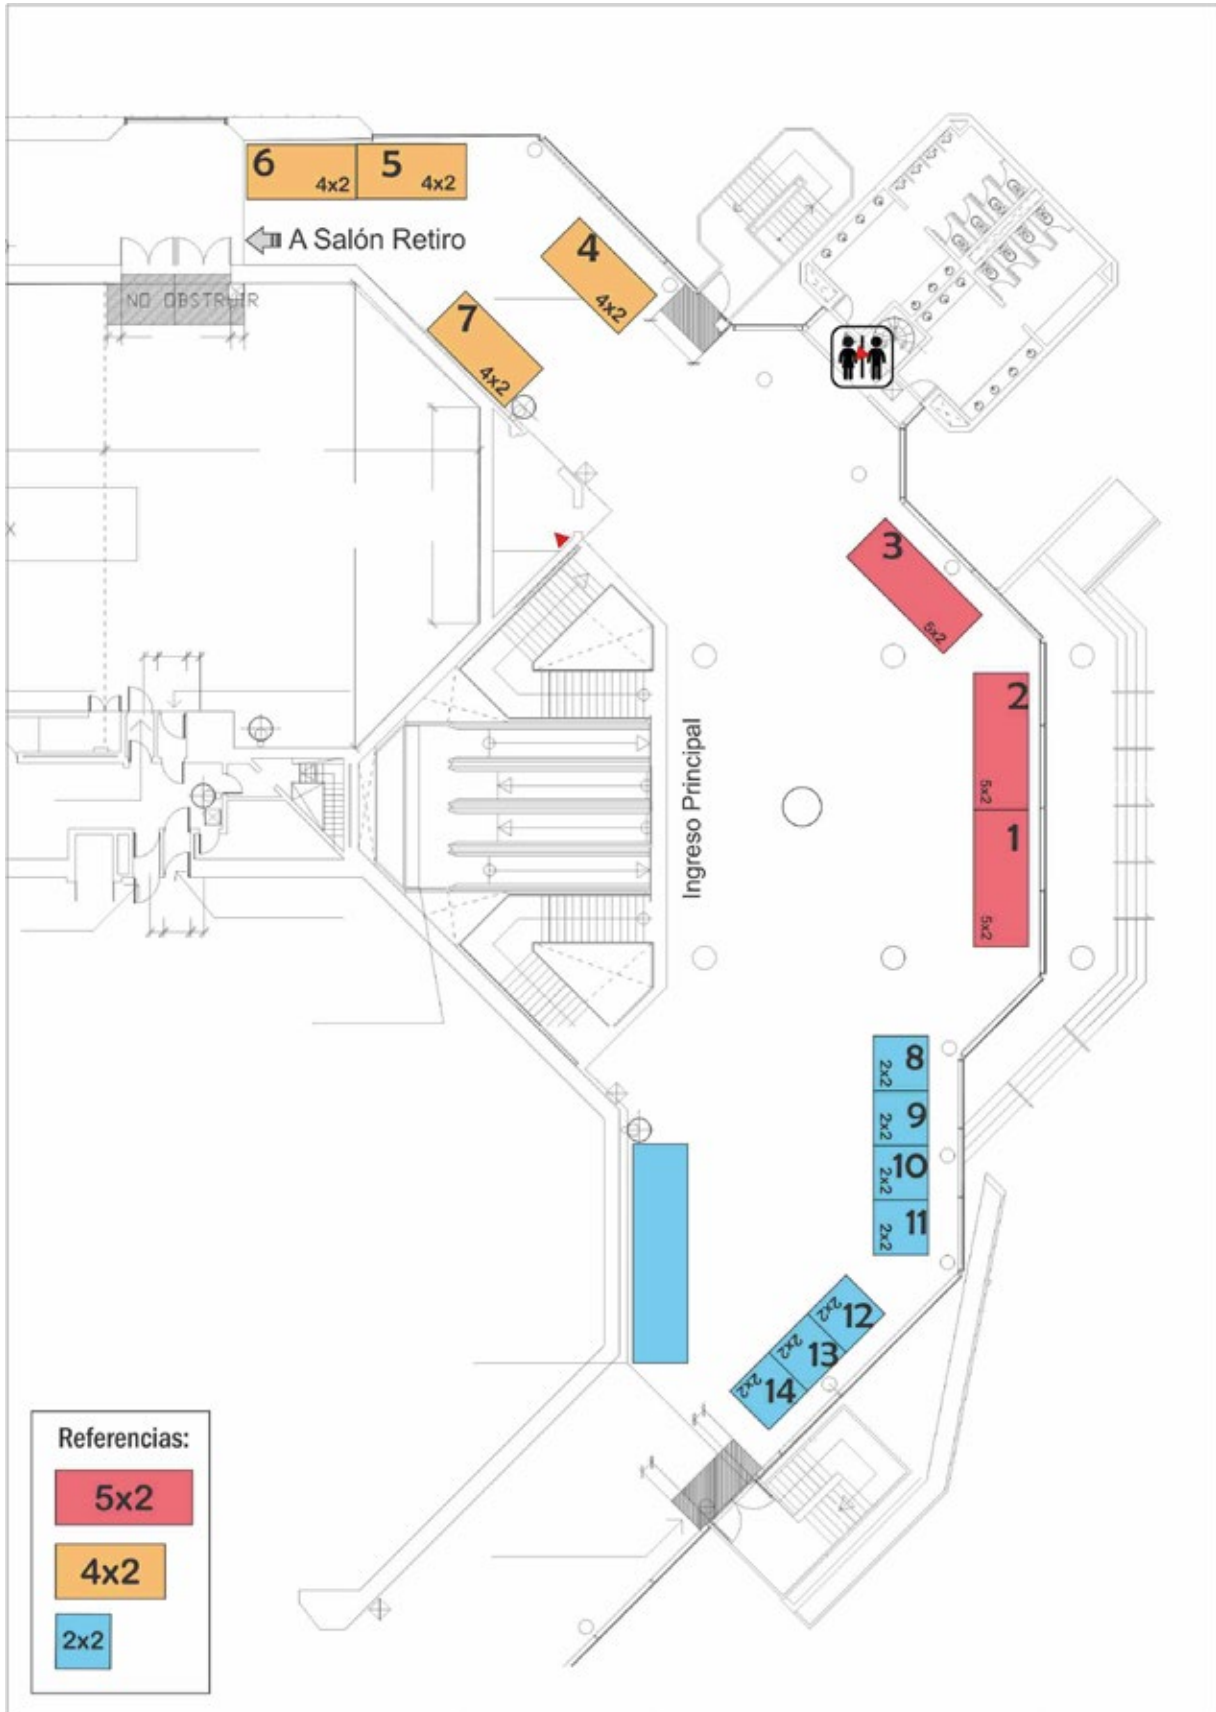 6
4x2
5
4x2
A Salón Retiro
4
4x2
NO OBSTRUIR
7
4x2
X
3
5x2
2
5x2
Ingreso Principal
1
5x2
8
2x2
9
2x2
10
2x2
11
2x2
12
2x2
13
2x2
14
2x2
Referencias:
5x2
4x2
2x2